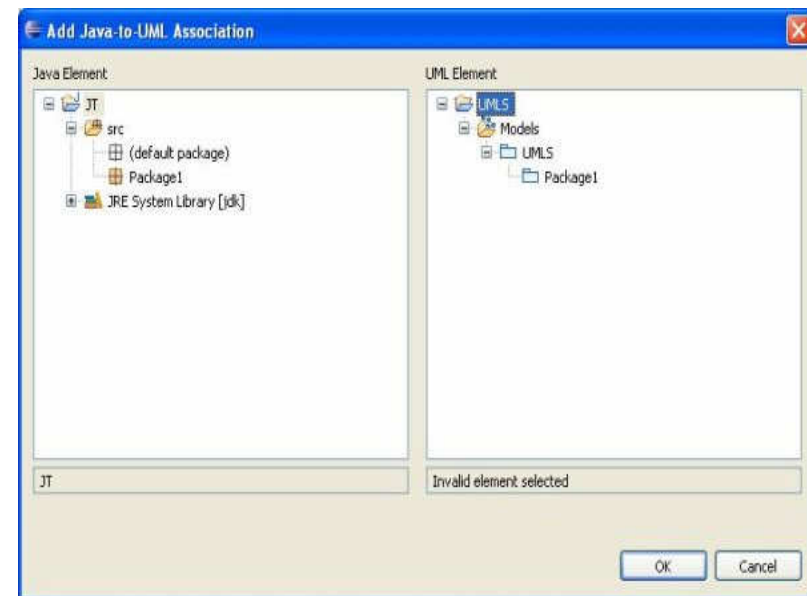 Add Java-to-UML Association
Java Element
JT
src
(default package)
Package1
JRE System Library [jdk]
JT
UML Element
UMLS
Models
UMLS
Package1
Invalid element selected
OK
Cancel